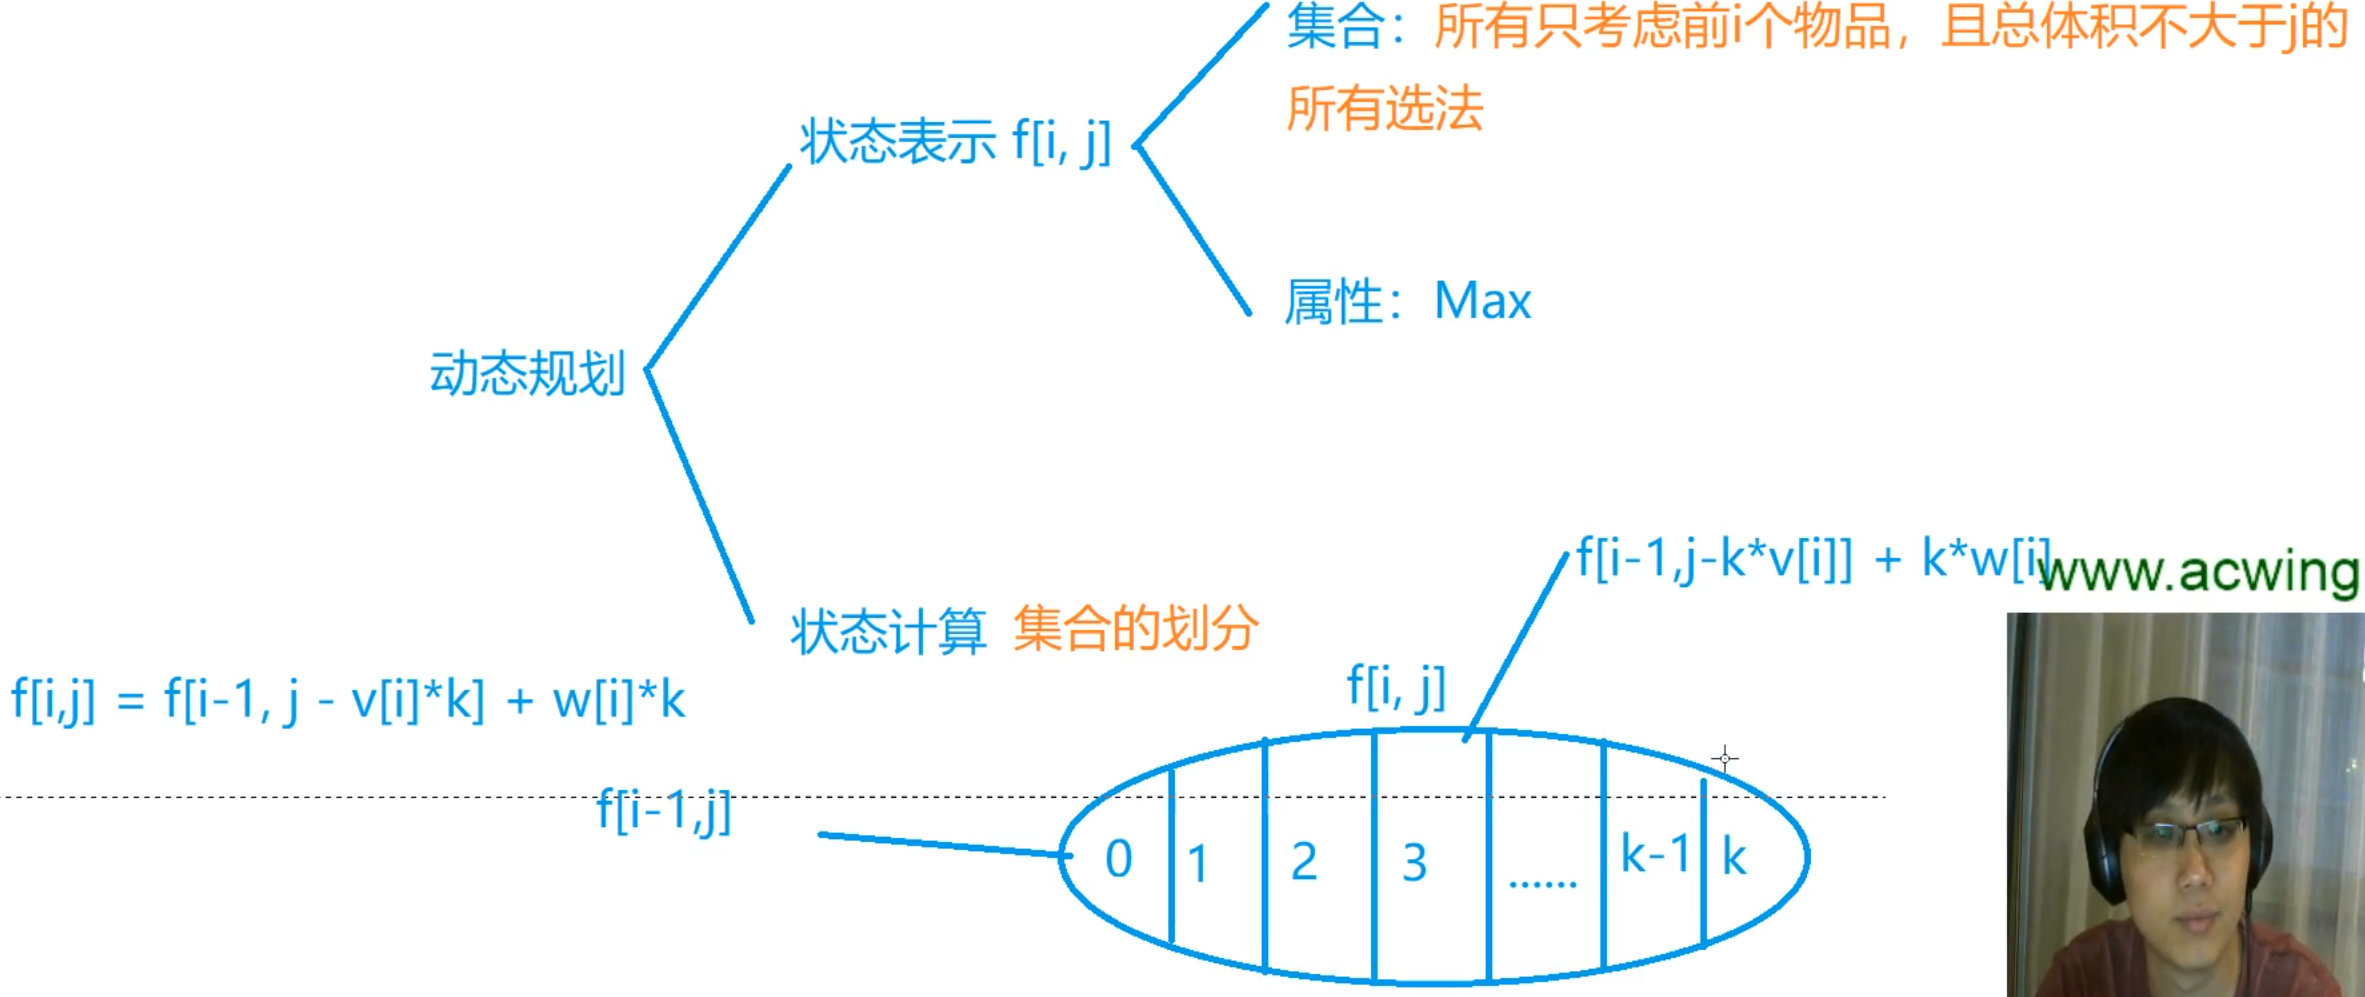 集合：所有只考虑前i个物品，且总体积不大于j的
所有选法
状态表示 f[i, j]
属性：Max
动态规划
f[i-1,j-k*v[i]] + k*w[i]
www.acwing
状态计算 集合的划分
f[i,j] = f[i-1, j - v[i]*k] + w[i]*k
f[i, j]
f[i-1,j]
0 1 2 3 ...... k-1 k